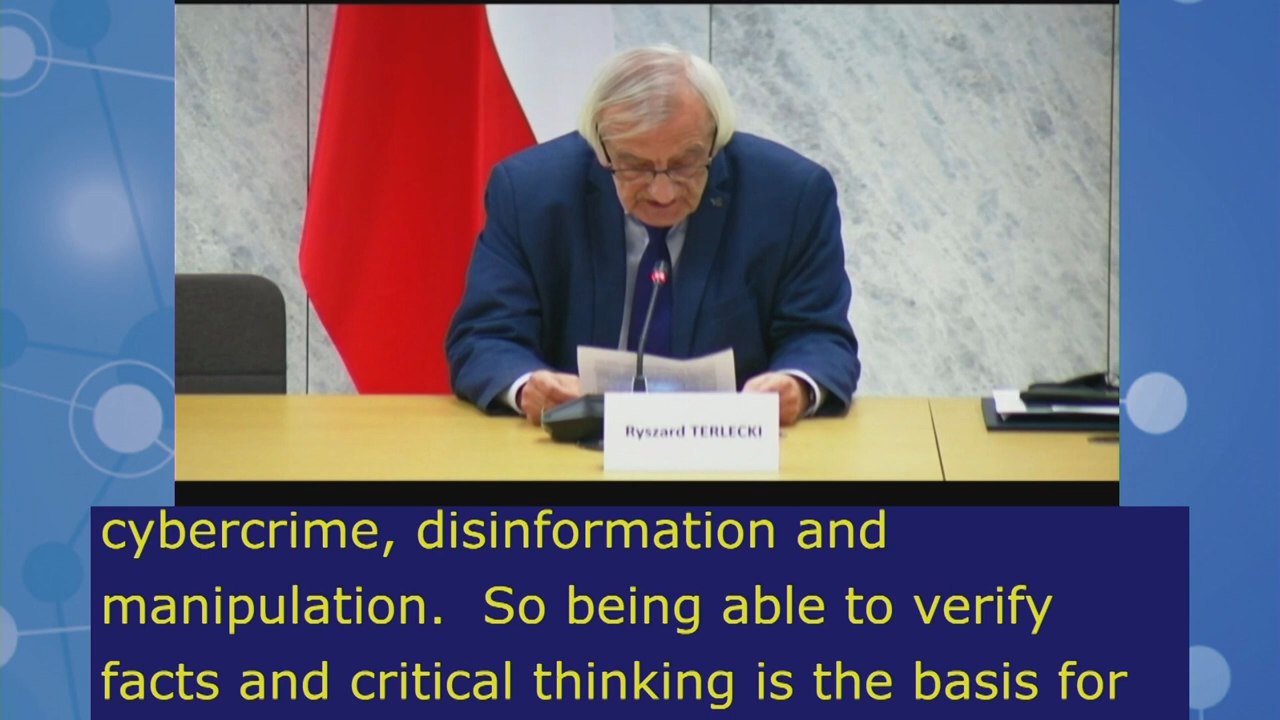 Ryszard TERLECKI
cybercrime, disinformation and
manipulation.  So being able to verify
facts and critical thinking is the basis for